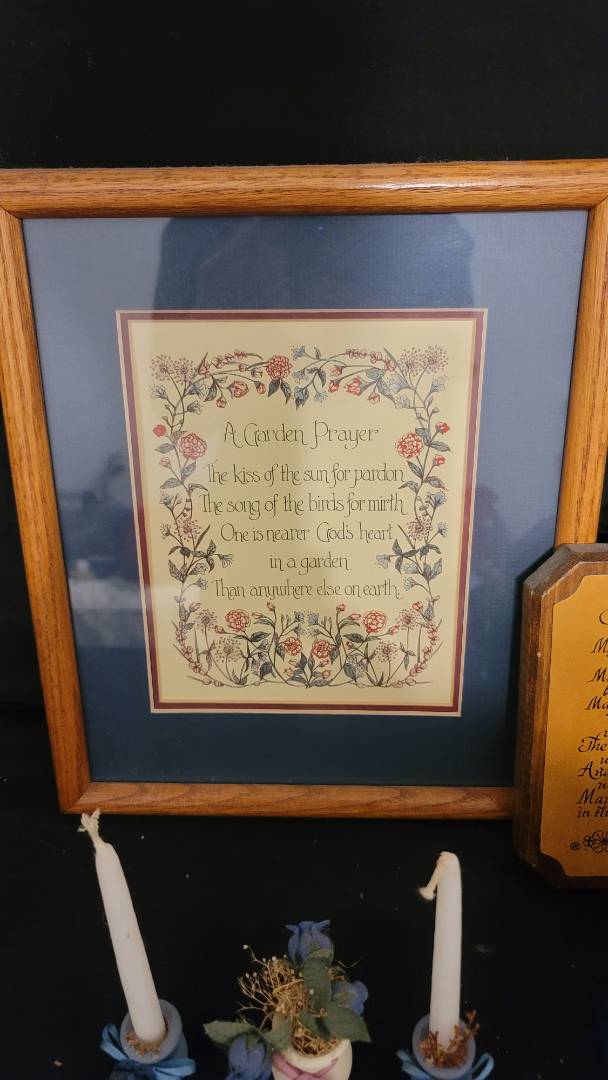 A Garden Prayer
The kiss of the sun for pardon
The song of the birds for mirth
One is nearer God's heart
in a garden
Than anywhere else on earth.
The